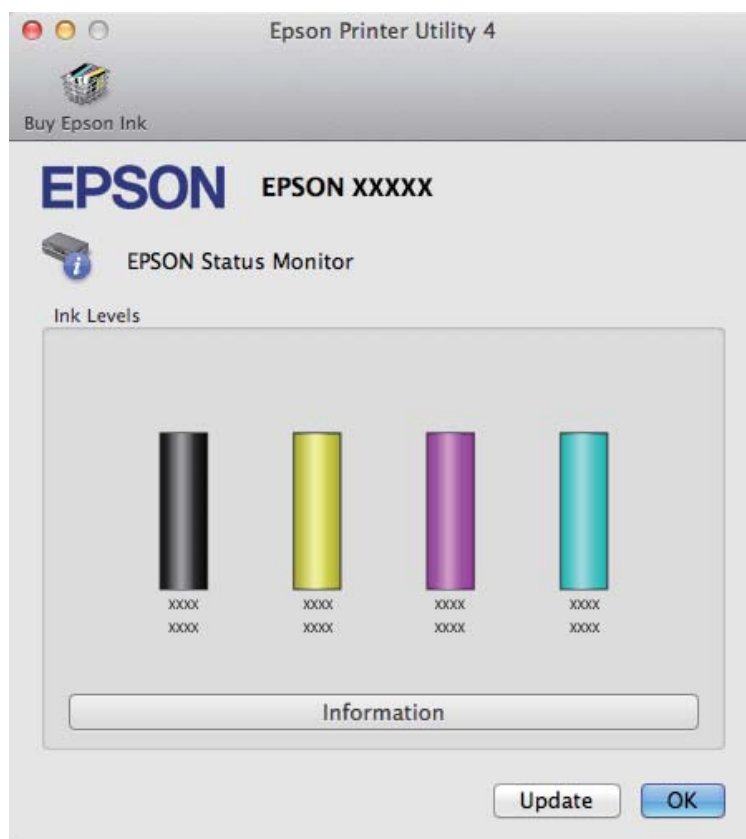 Epson Printer Utility 4
Buy Epson Ink
EPSON EPSON XXXXX
EPSON Status Monitor
Ink Levels
XXXX XXXX XXXX XXXX
XXXX XXXX XXXX XXXX
Information
Update OK